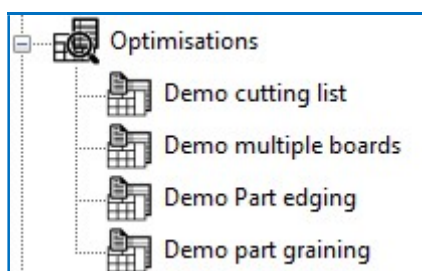 Optimisations
Demo cutting list
Demo multiple boards
Demo Part edging
Demo part graining